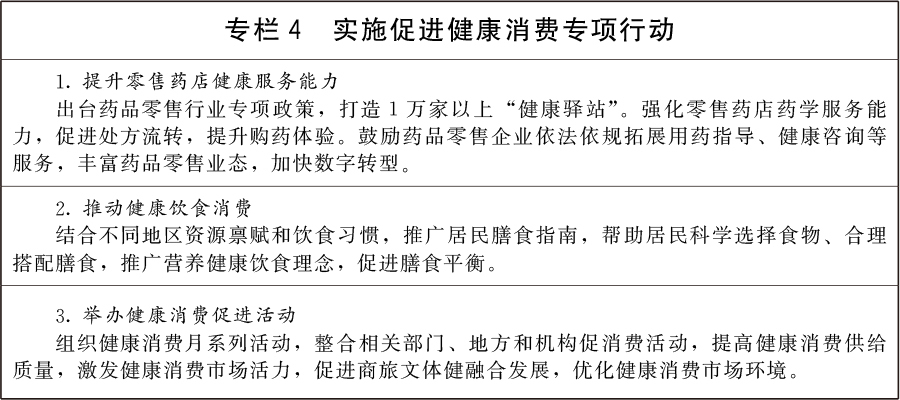 专栏 4　实施促进健康消费专项行动
1. 提升零售药店健康服务能力
出台药品零售行业专项政策，打造 1 万家以上“健康驿站”。强化零售药店药学服务能
力，促进处方流转，提升购药体验。鼓励药品零售企业依法依规拓展用药指导、健康咨询等
服务，丰富药品零售业态，加快数字转型。
2. 推动健康饮食消费
结合不同地区资源禀赋和饮食习惯，推广居民膳食指南，帮助居民科学选择食物、合理
搭配膳食，推广营养健康饮食理念，促进膳食平衡。
3. 举办健康消费促进活动
组织健康消费月系列活动，整合相关部门、地方和机构促消费活动，提高健康消费供给
质量，激发健康消费市场活力，促进商旅文体健融合发展，优化健康消费市场环境。